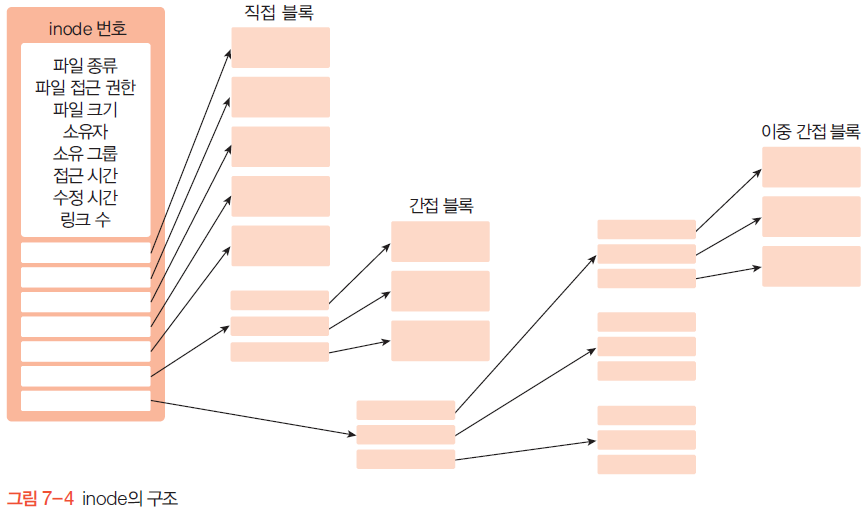 직접 블록
inode 번호
파일 종류
파일 접근 권한
파일 크기
소유자
소유 그룹
접근 시간
수정 시간
링크 수
이중 간접 블록
간접 블록
그림 7-4 inode의 구조